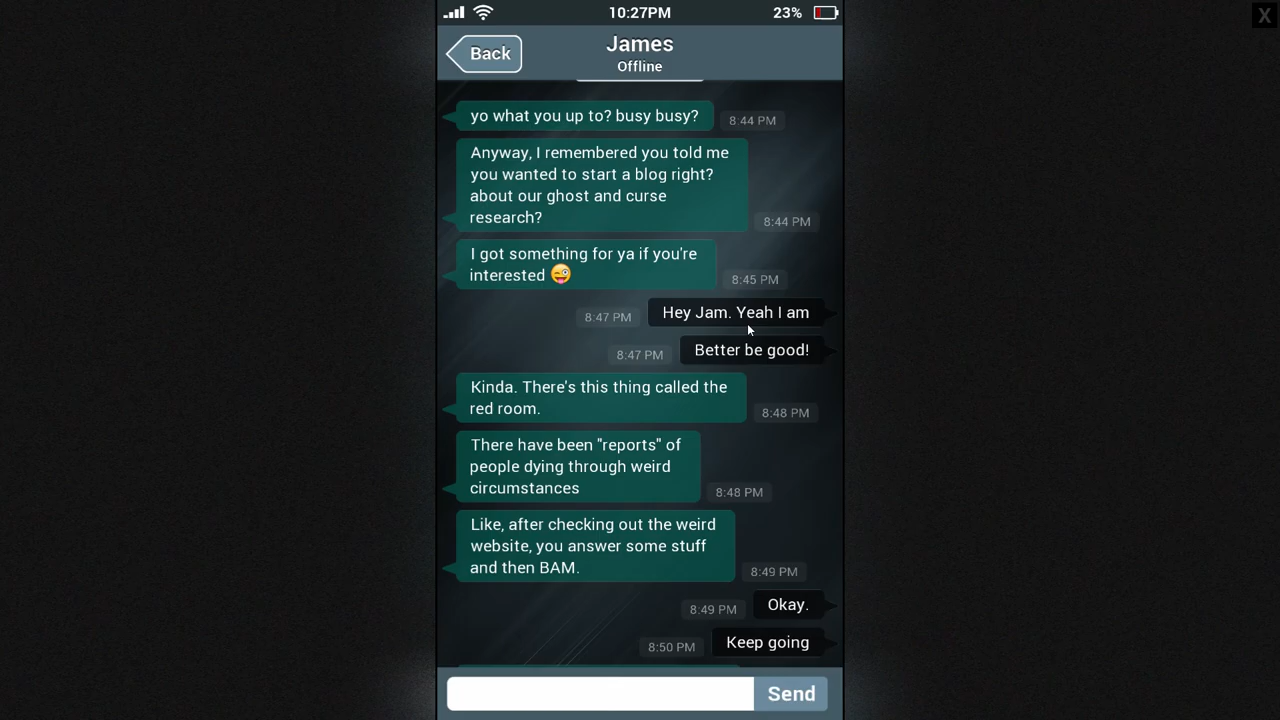 10:27PM
23%
X
Back
James
Offline
yo what you up to? busy busy?
8:44 PM
Anyway, I remembered you told me
you wanted to start a blog right?
about our ghost and curse
research?
8:44 PM
I got something for ya if you're
interested 😜
8:45 PM
Hey Jam. Yeah I am
8:47 PM
Better be good!
8:47 PM
Kinda. There's this thing called the
red room.
8:48 PM
There have been "reports" of
people dying through weird
circumstances
8:48 PM
Like, after checking out the weird
website, you answer some stuff
and then BAM.
8:49 PM
Okay.
8:49 PM
Keep going
8:50 PM
Send